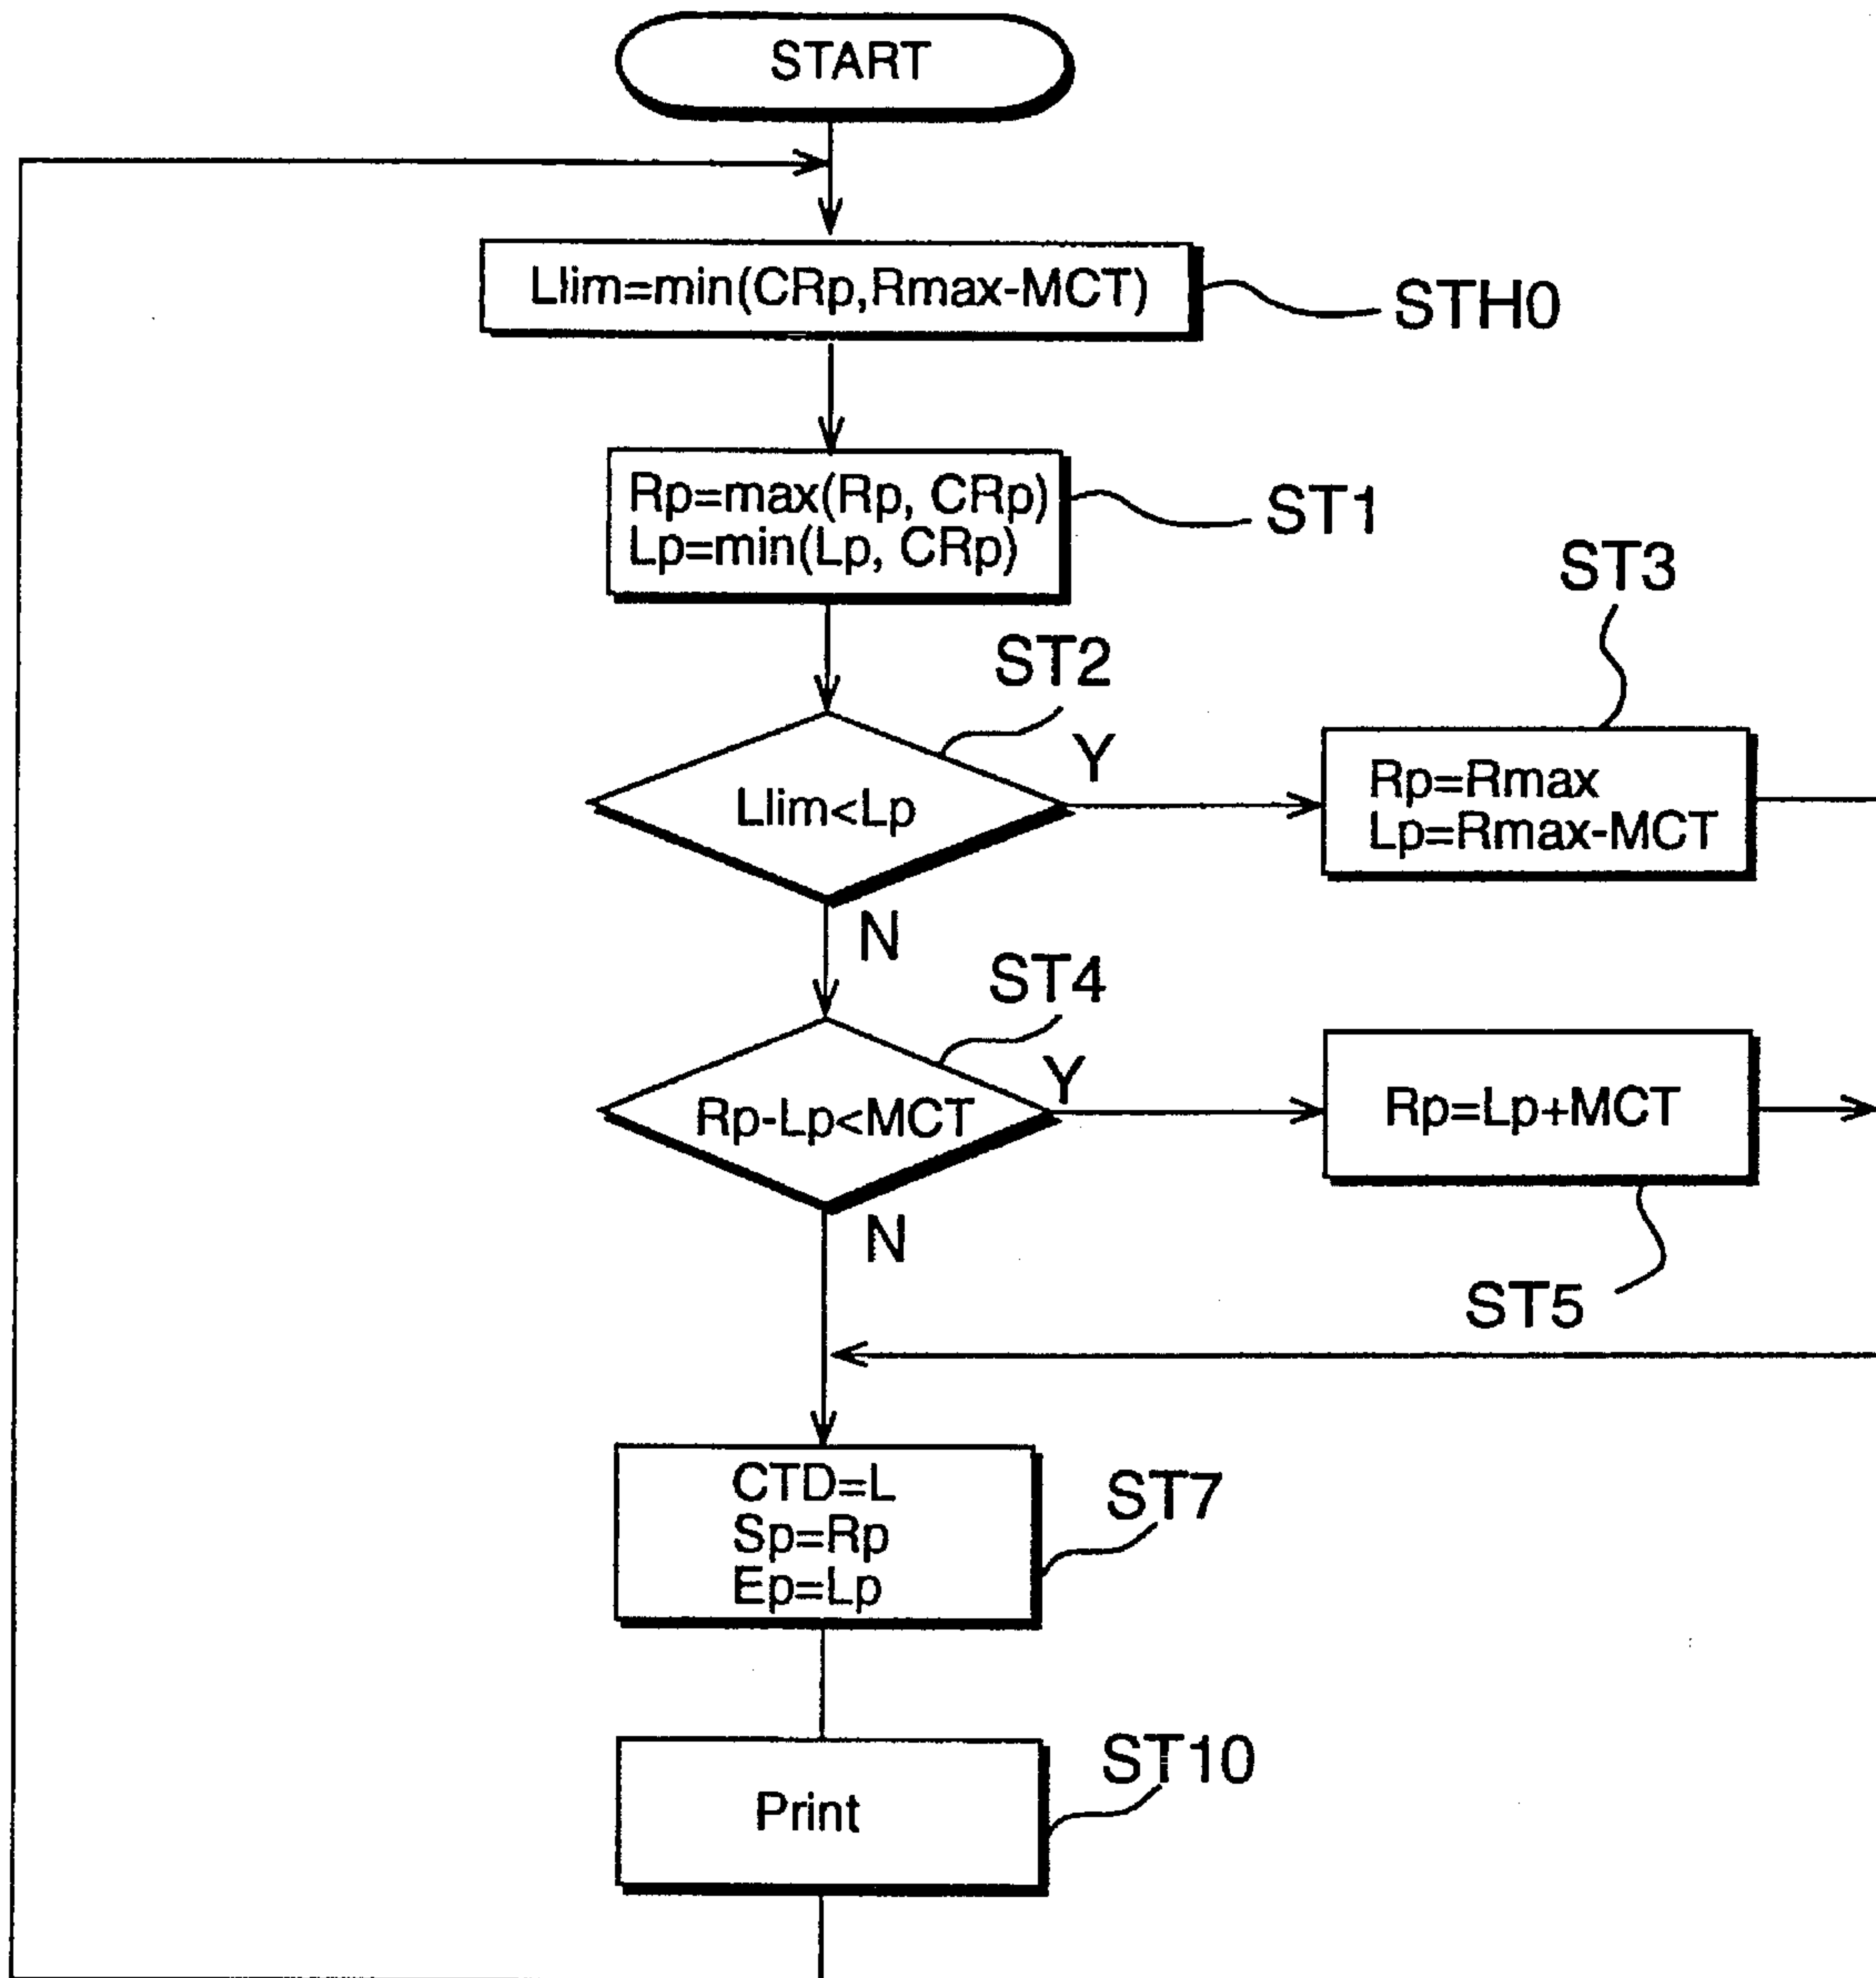 START
Llim=min(CRp,Rmax-MCT)
STH0
Rp=max(Rp, CRp)
Lp=min(Lp, CRp)
ST1
ST3
ST2
Llim<Lp
Y
Rp=Rmax
Lp=Rmax-MCT
N
ST4
Rp-Lp<MCT
Y
Rp=Lp+MCT
N
ST5
CTD=L
Sp=Rp
Ep=Lp
ST7
Print
ST10